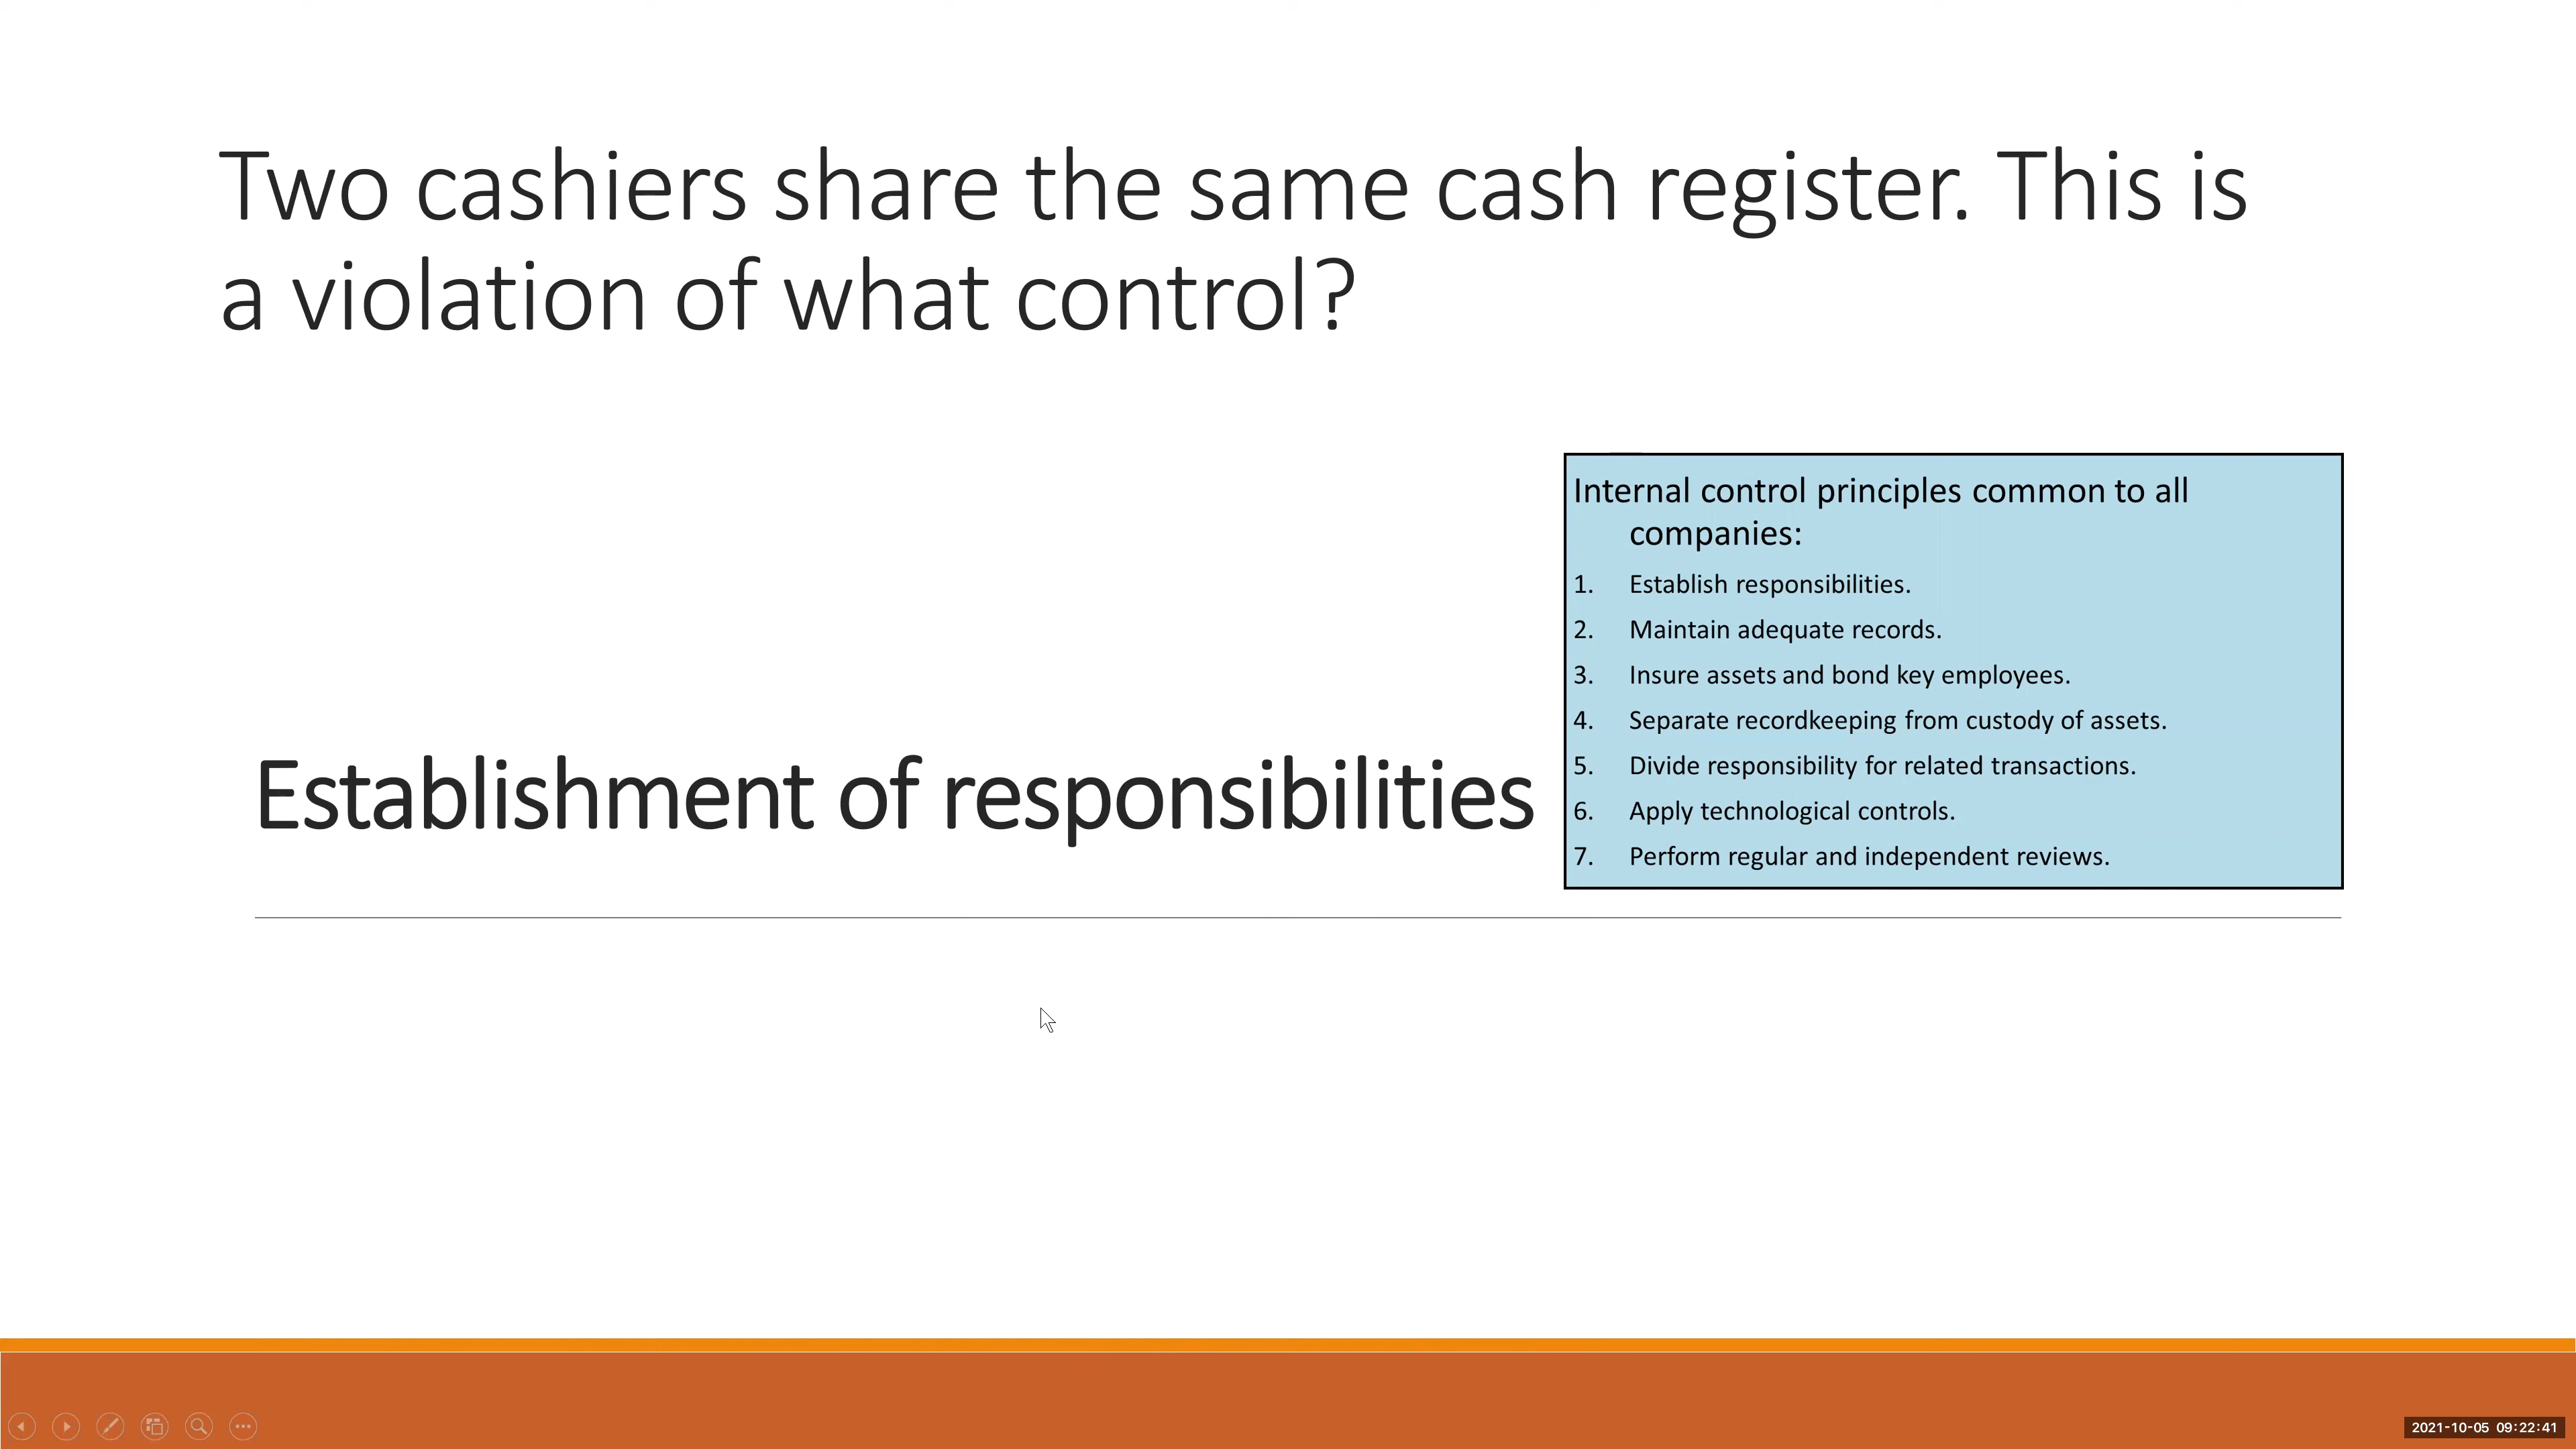 Two cashiers share the same cash register. This is
a violation of what control?
Internal control principles common to all
companies:
1. Establish responsibilities.
2. Maintain adequate records.
3. Insure assets and bond key employees.
4. Separate recordkeeping from custody of assets.
5. Divide responsibility for related transactions.
6. Apply technological controls.
7. Perform regular and independent reviews.
Establishment of responsibilities
2021-10-05 09:22:41